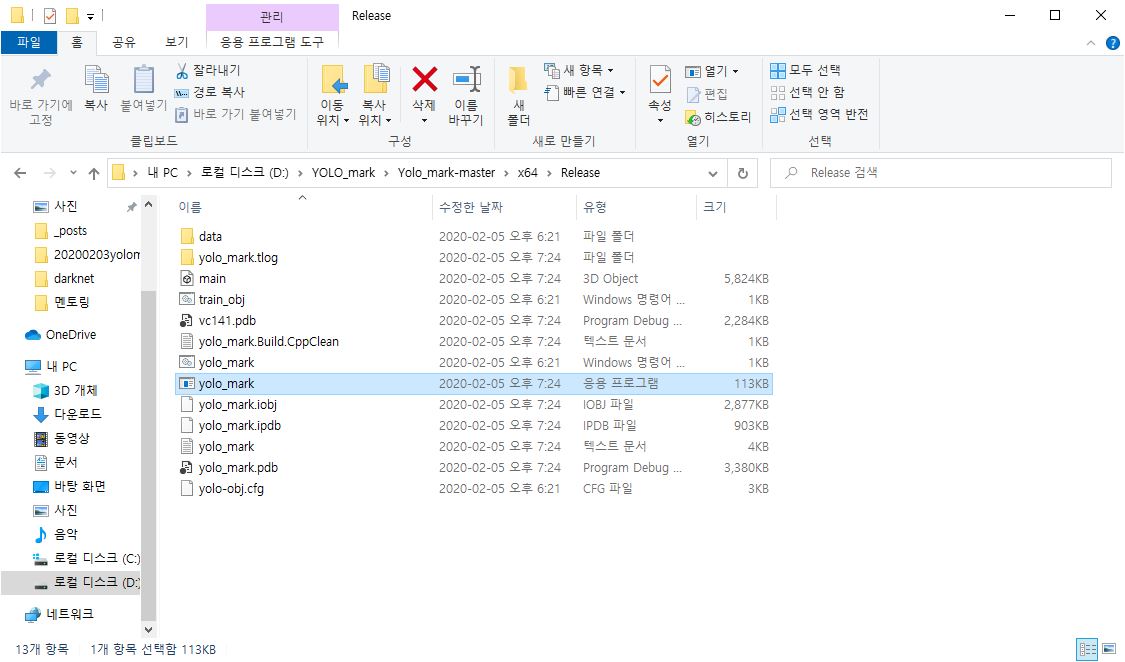 관리
Release
파일
홈
공유
보기
응용 프로그램 도구
바로 가기에
고정
복사
붙여넣기
잘라내기
경로 복사
바로 가기 붙여넣기
클립보드
이동
위치
복사
위치
삭제
이름
바꾸기
구성
새
폴더
새 항목
빠른 연결
새로 만들기
속성
열기
편집
히스토리
열기
모두 선택
선택 안 함
선택 영역 반전
선택
내 PC > 로컬 디스크 (D:) > YOLO_mark > Yolo_mark-master > x64 > Release
Release 검색
사진
_posts
20200203yolom
darknet
멘토링
OneDrive
내 PC
3D 개체
다운로드
동영상
문서
바탕 화면
사진
음악
로컬 디스크 (C:)
로컬 디스크 (D:)
네트워크
이름 수정한 날짜 유형 크기
data 2020-02-05 오후 6:21 파일 폴더
yolo_mark.tlog 2020-02-05 오후 7:24 파일 폴더
main 2020-02-05 오후 7:24 3D Object 5,824KB
train_obj 2020-02-05 오후 6:21 Windows 명령어 ... 1KB
vc141.pdb 2020-02-05 오후 7:24 Program Debug ... 2,284KB
yolo_mark.Build.CppClean 2020-02-05 오후 7:24 텍스트 문서 1KB
yolo_mark 2020-02-05 오후 6:21 Windows 명령어 ... 1KB
yolo_mark 2020-02-05 오후 7:24 응용 프로그램 113KB
yolo_mark.iobj 2020-02-05 오후 7:24 IOBJ 파일 2,877KB
yolo_mark.ipdb 2020-02-05 오후 7:24 IPDB 파일 903KB
yolo_mark 2020-02-05 오후 7:24 텍스트 문서 4KB
yolo_mark.pdb 2020-02-05 오후 7:24 Program Debug ... 3,380KB
yolo-obj.cfg 2020-02-05 오후 6:21 CFG 파일 3KB
13개 항목 1개 항목 선택함 113KB